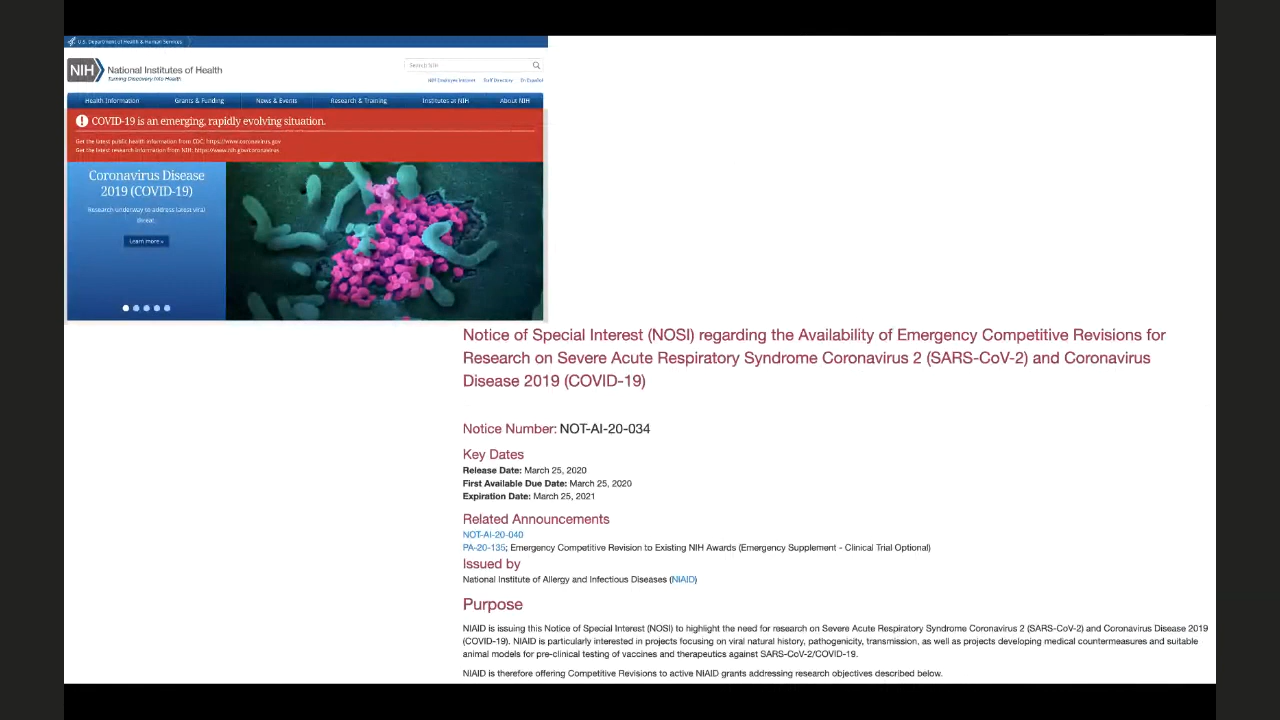 U.S. Department of Health & Human Services
NIH National Institutes of Health
Turning Discovery Into Health
Search NIH
NIH Employee Intranet Staff Directory En Español
Health Information Grants & Funding News & Events Research & Training Institutes at NIH About NIH
COVID-19 is an emerging, rapidly evolving situation.
Get the latest public health information from CDC: https://www.coronavirus.gov
Get the latest research information from NIH: https://www.nih.gov/coronavirus
Coronavirus Disease
2019 (COVID-19)
Research underway to address latest viral
threat.
Learn more »
Notice of Special Interest (NOSI) regarding the Availability of Emergency Competitive Revisions for
Research on Severe Acute Respiratory Syndrome Coronavirus 2 (SARS-CoV-2) and Coronavirus
Disease 2019 (COVID-19)
Notice Number: NOT-AI-20-034
Key Dates
Release Date: March 25, 2020
First Available Due Date: March 25, 2020
Expiration Date: March 25, 2021
Related Announcements
NOT-AI-20-040
PA-20-135; Emergency Competitive Revision to Existing NIH Awards (Emergency Supplement - Clinical Trial Optional)
Issued by
National Institute of Allergy and Infectious Diseases (NIAID)
Purpose
NIAID is issuing this Notice of Special Interest (NOSI) to highlight the need for research on Severe Acute Respiratory Syndrome Coronavirus 2 (SARS-CoV-2) and Coronavirus Disease 2019
(COVID-19). NIAID is particularly interested in projects focusing on viral natural history, pathogenicity, transmission, as well as projects developing medical countermeasures and suitable
animal models for pre-clinical testing of vaccines and therapeutics against SARS-CoV-2/COVID-19.
NIAID is therefore offering Competitive Revisions to active NIAID grants addressing research objectives described below.